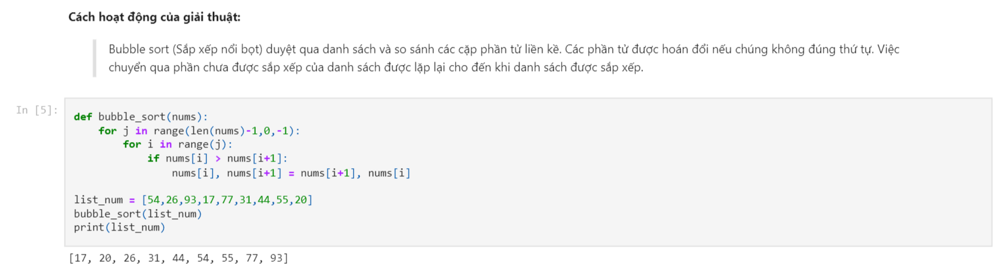 Cách hoạt động của giải thuật:
Bubble sort (Sắp xếp nổi bọt) duyệt qua danh sách và so sánh các cặp phần tử liền kề. Các phần tử được hoán đổi nếu chúng không đúng thứ tự. Việc
chuyển qua phần chưa được sắp xếp của danh sách được lặp lại cho đến khi danh sách được sắp xếp.
In [5]:
def bubble_sort(nums):
    for j in range(len(nums)-1,0,-1):
        for i in range(j):
            if nums[i] > nums[i+1]:
                nums[i], nums[i+1] = nums[i+1], nums[i]
list_num = [54,26,93,17,77,31,44,55,20]
bubble_sort(list_num)
print(list_num)
[17, 20, 26, 31, 44, 54, 55, 77, 93]